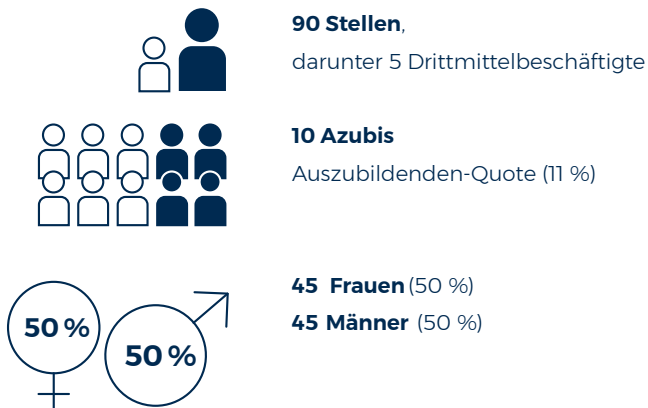 90 Stellen,
darunter 5 Drittmittelbeschäftigte
10 Azubis
Auszubildenden-Quote (11 %)
45 Frauen (50 %)
45 Männer (50 %)
50 %
50 %